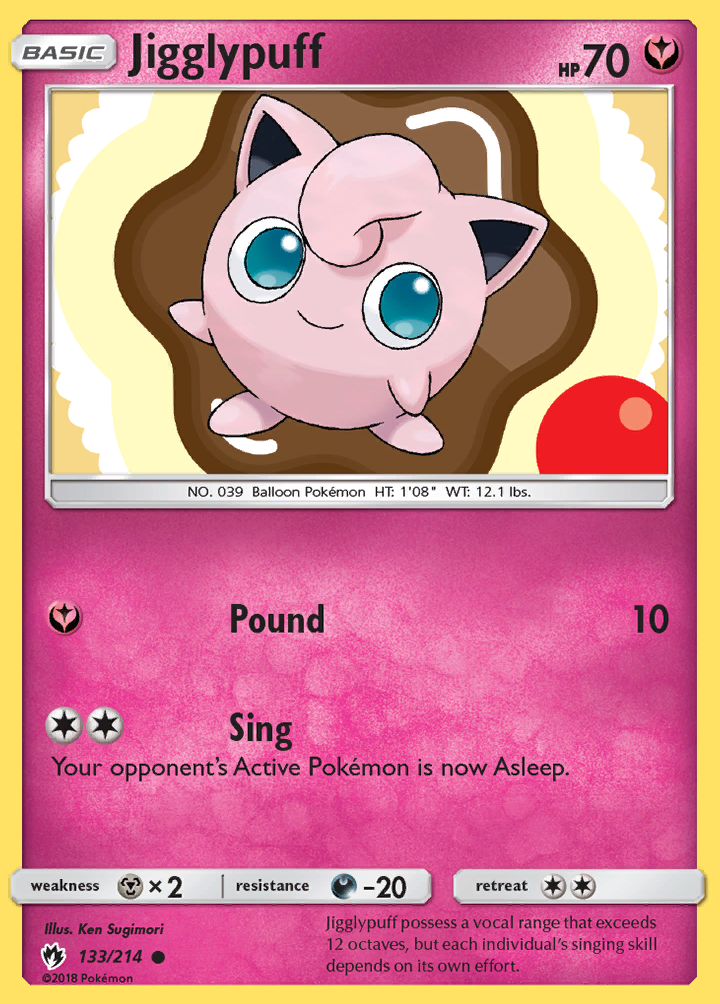 BASIC Jigglypuff HP 70
NO. 039 Balloon Pokémon HT: 1'08" WT: 12.1 lbs.
Pound 10
Sing
Your opponent's Active Pokémon is now Asleep.
weakness ×2 resistance -20 retreat
Illus. Ken Sugimori
133/214
©2018 Pokémon
Jigglypuff possess a vocal range that exceeds
12 octaves, but each individual's singing skill
depends on its own effort.